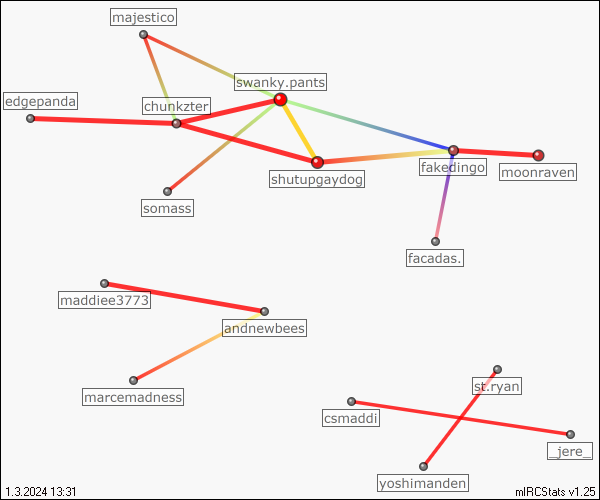 majestico
swanky.pants
edgepanda
chunkzter
fakedingo
moonraven
shutupgaydog
somass
facadas.
maddiee3773
andnewbees
marcemadness
st.ryan
csmaddi
_jere_
yoshimanden
1.3.2024 13:31
mIRCStats v1.25